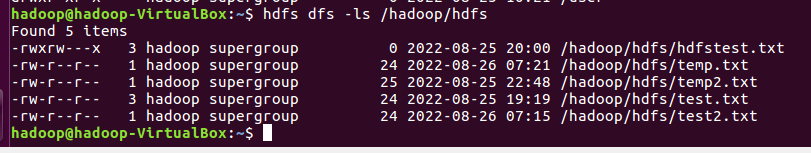 hadoop@hadoop-VirtualBox:~$ hdfs dfs -ls /hadoop/hdfs
Found 5 items
-rwxrw---x   3 hadoop supergroup          0 2022-08-25 20:00 /hadoop/hdfs/hdfstest.txt
-rw-r--r--   1 hadoop supergroup         24 2022-08-26 07:21 /hadoop/hdfs/temp.txt
-rw-r--r--   1 hadoop supergroup         25 2022-08-25 22:48 /hadoop/hdfs/temp2.txt
-rw-r--r--   3 hadoop supergroup         24 2022-08-25 19:19 /hadoop/hdfs/test.txt
-rw-r--r--   1 hadoop supergroup         24 2022-08-26 07:15 /hadoop/hdfs/test2.txt
hadoop@hadoop-VirtualBox:~$